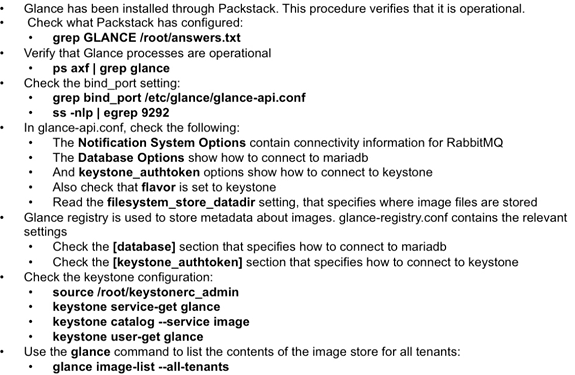 • Glance has been installed through Packstack. This procedure verifies that it is operational.
• Check what Packstack has configured:
• grep GLANCE /root/answers.txt
• Verify that Glance processes are operational
• ps axf | grep glance
• Check the bind_port setting:
• grep bind_port /etc/glance/glance-api.conf
• ss -nlp | egrep 9292
• In glance-api.conf, check the following:
• The Notification System Options contain connectivity information for RabbitMQ
• The Database Options show how to connect to mariadb
• And keystone_authtoken options show how to connect to keystone
• Also check that flavor is set to keystone
• Read the filesystem_store_datadir setting, that specifies where image files are stored
• Glance registry is used to store metadata about images. glance-registry.conf contains the relevant
settings
• Check the [database] section that specifies how to connect to mariadb
• Check the [keystone_authtoken] section that specifies how to connect to keystone
• Check the keystone configuration:
• source /root/keystonerc_admin
• keystone service-get glance
• keystone catalog --service image
• keystone user-get glance
• Use the glance command to list the contents of the image store for all tenants:
• glance image-list --all-tenants